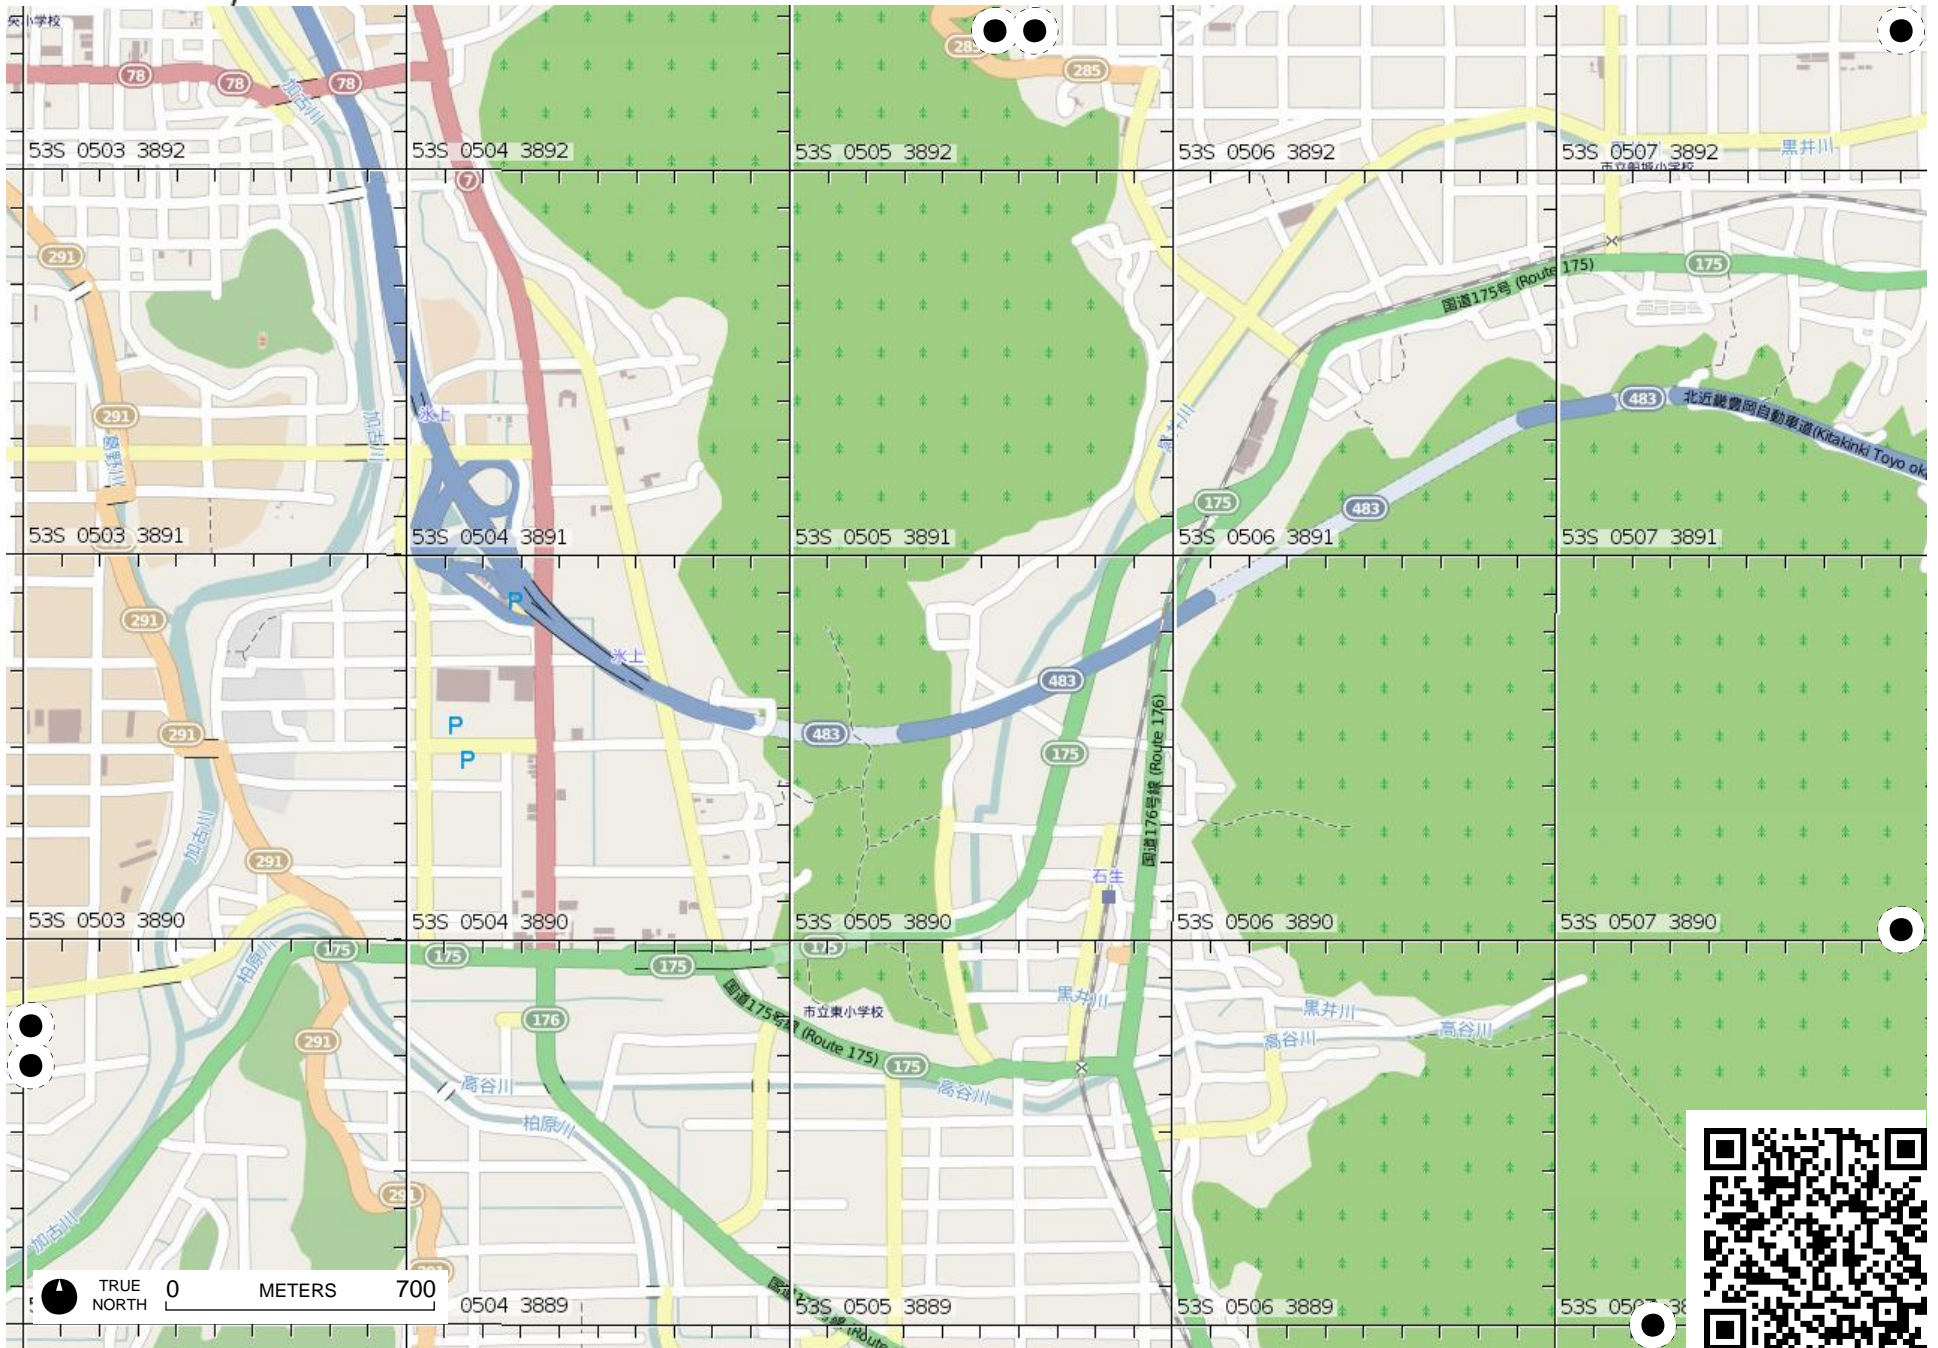 78
78
78
加古川
285
285
53S 0503 3892
53S 0504 3892
53S 0505 3892
53S 0506 3892
53S 0507 3892
黒井川
7
291
国道175号 (Route 175)
175
291
氷上
加古川
483
北近畿豊岡自動車道(Kitakinki Toyo
175
483
53S 0503 3891
53S 0504 3891
53S 0505 3891
53S 0506 3891
53S 0507 3891
291
P
氷上
483
国道176号線 (Route 176)
P
291
483
175
P
加古川
291
石生
53S 0503 3890
53S 0504 3890
53S 0505 3890
53S 0506 3890
53S 0507 3890
柏原川
175
175
175
175
国道175号線 (Route 175)
市立東小学校
黒井川
黒井川
176
291
高谷川
高谷川
175
高谷川
高谷川
柏原川
291
加古川
TRUE
NORTH
0
METERS
700
0504 3889
53S 0505 3889
53S 0506 3889